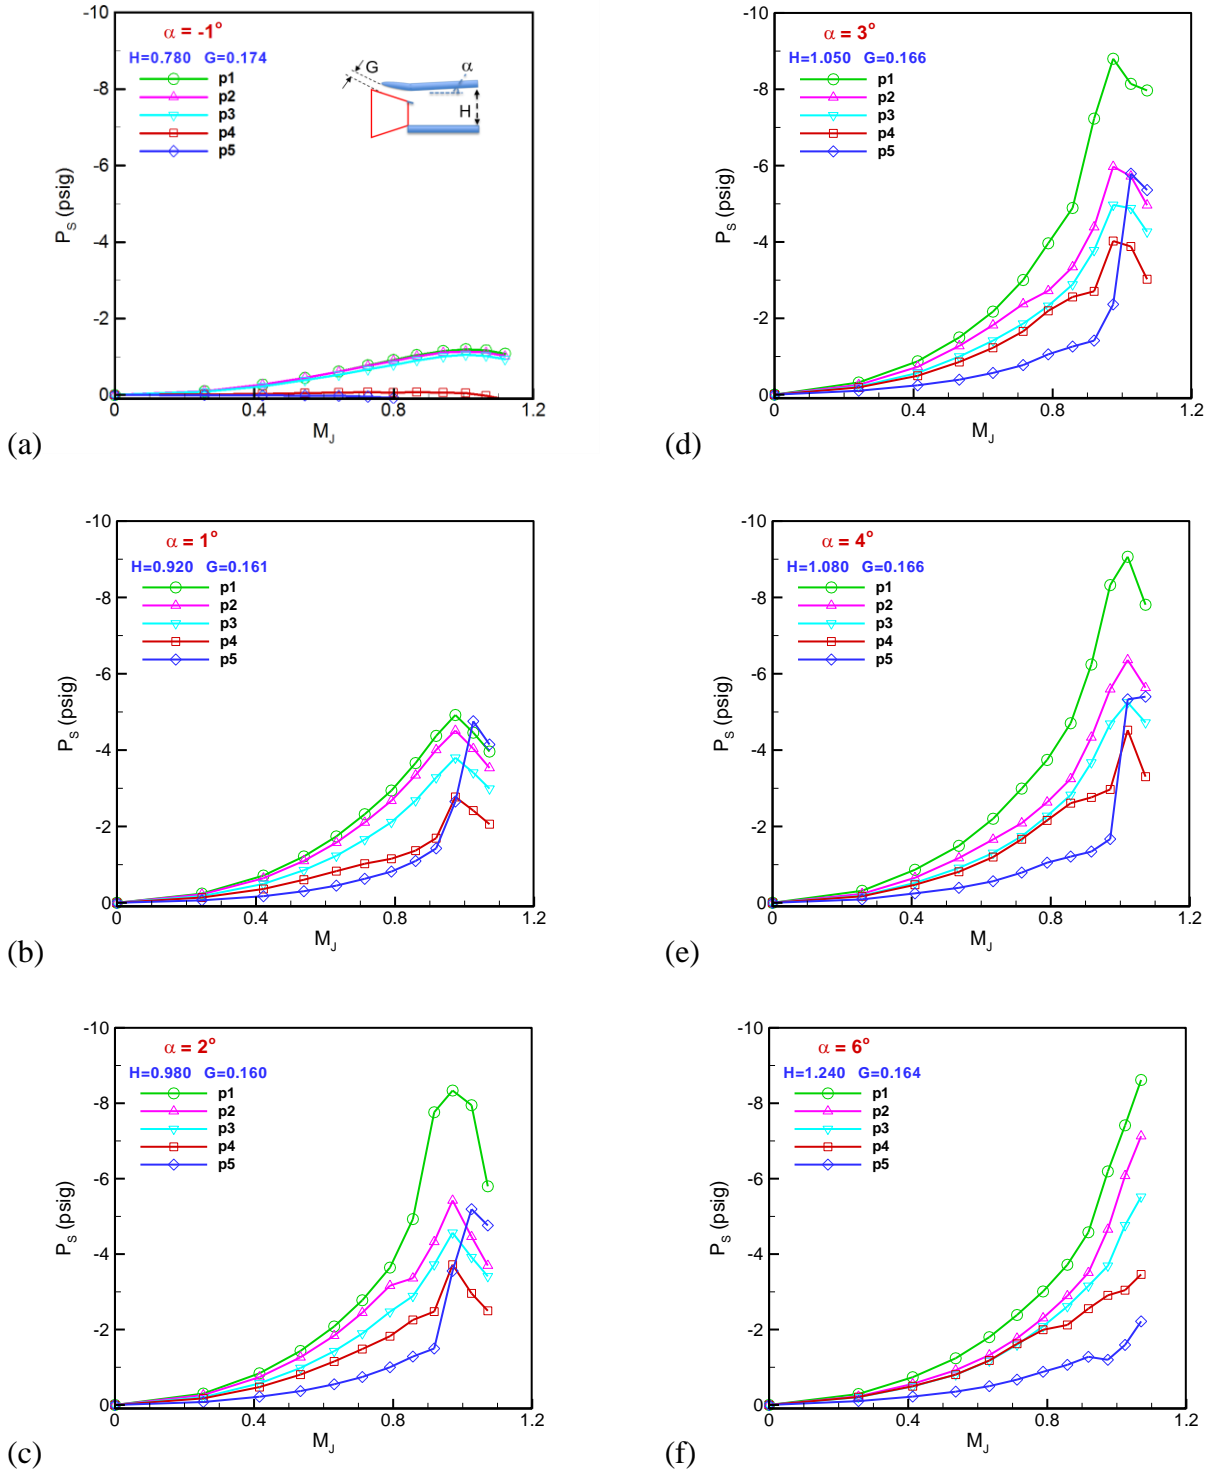 α = -1°
H=0.780 G=0.174
p1
p2
p3
p4
p5
G
α
H
-10
-8
-6
-4
-2
0
P_S (psig)
0
0.4
0.8
1.2
M_J
(a)
α = 1°
H=0.920 G=0.161
p1
p2
p3
p4
p5
-10
-8
-6
-4
-2
0
P_S (psig)
0
0.4
0.8
1.2
M_J
(b)
α = 2°
H=0.980 G=0.160
p1
p2
p3
p4
p5
-10
-8
-6
-4
-2
0
P_S (psig)
0
0.4
0.8
1.2
M_J
(c)
α = 3°
H=1.050 G=0.166
p1
p2
p3
p4
p5
-10
-8
-6
-4
-2
0
P_S (psig)
0
0.4
0.8
1.2
M_J
(d)
α = 4°
H=1.080 G=0.166
p1
p2
p3
p4
p5
-10
-8
-6
-4
-2
0
P_S (psig)
0
0.4
0.8
1.2
M_J
(e)
α = 6°
H=1.240 G=0.164
p1
p2
p3
p4
p5
-10
-8
-6
-4
-2
0
P_S (psig)
0
0.4
0.8
1.2
M_J
(f)